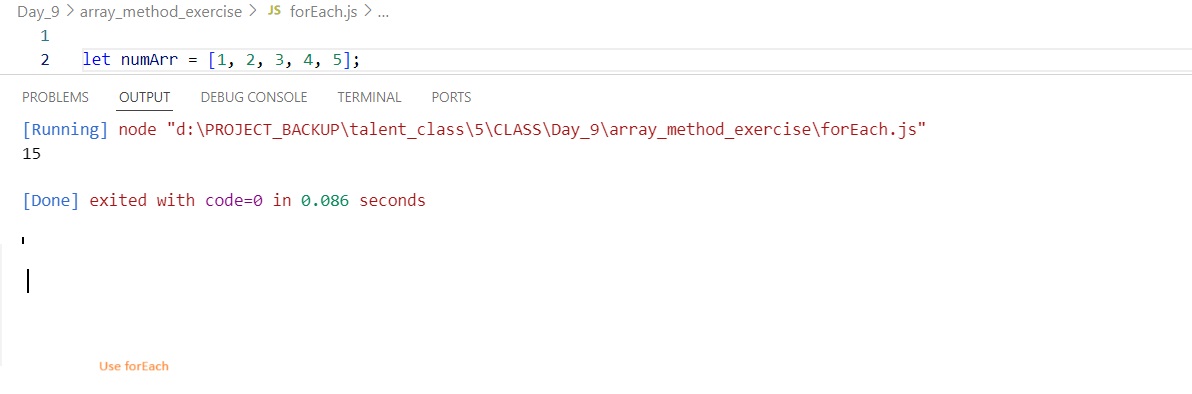 Day_9 > array_method_exercise > JS forEach.js > ...
1
2 let numArr = [1, 2, 3, 4, 5];
PROBLEMS OUTPUT DEBUG CONSOLE TERMINAL PORTS
[Running] node "d:\PROJECT_BACKUP\talent_class\5\CLASS\Day_9\array_method_exercise\forEach.js"
15
[Done] exited with code=0 in 0.086 seconds
Use forEach